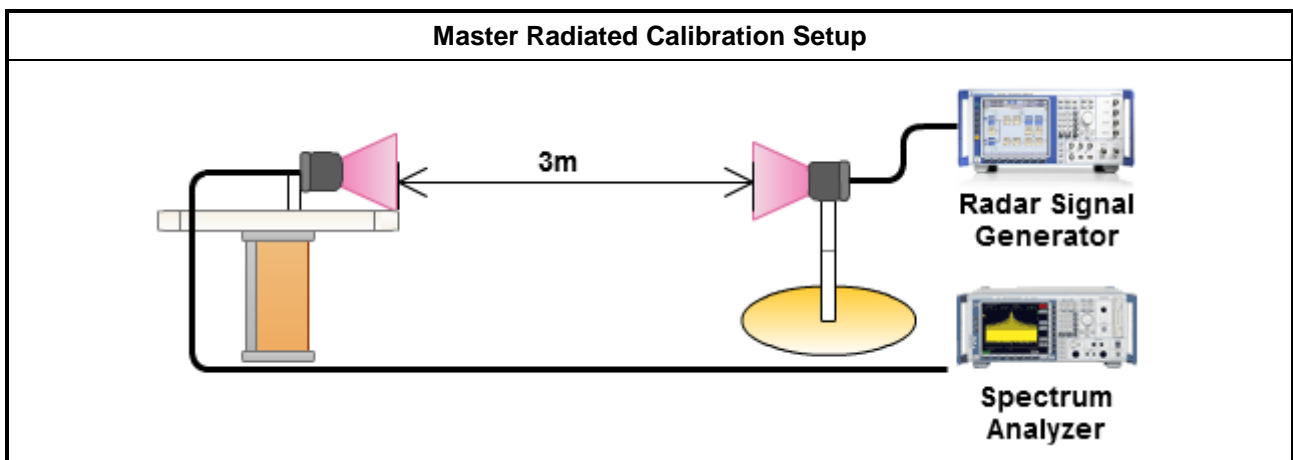 Master Radiated Calibration Setup
3m
Radar Signal
Generator
Spectrum
Analyzer